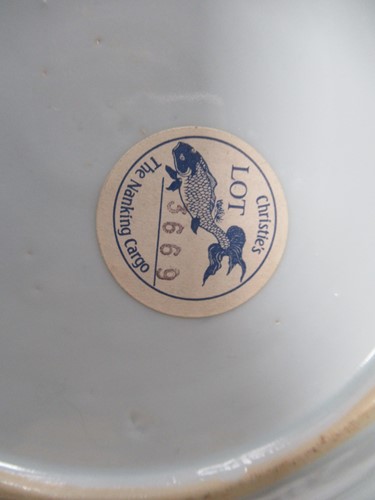 Christie's
LOT
3669
The Nanking Cargo